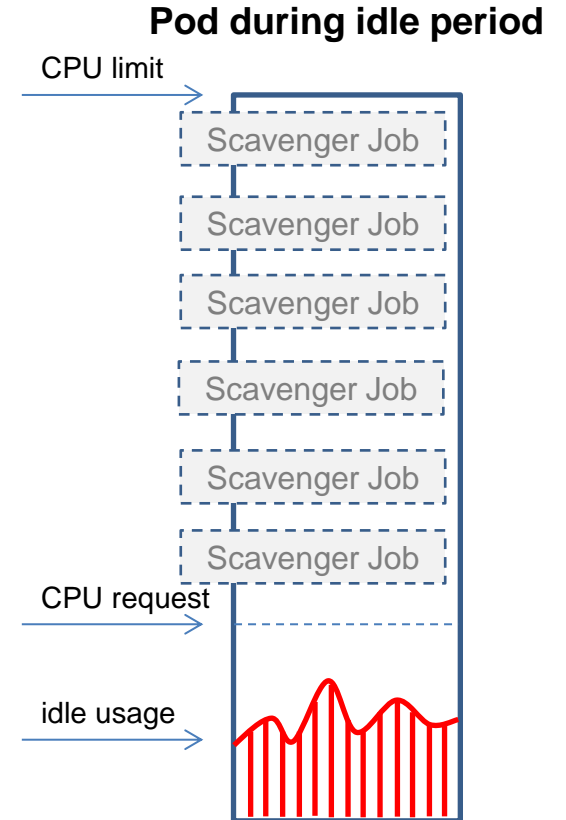 Pod during idle period
CPU limit
Scavenger Job
Scavenger Job
Scavenger Job
Scavenger Job
Scavenger Job
Scavenger Job
CPU request
idle usage